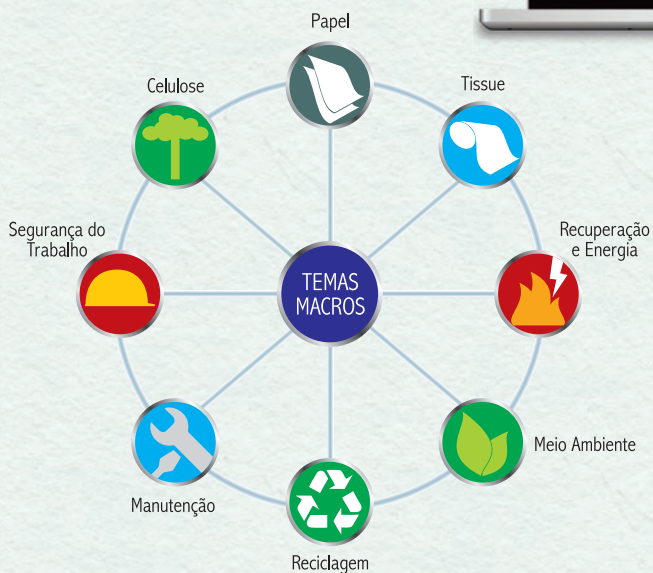 Papel
Celulose
Tissue
Segurança do
Trabalho
Recuperação
e Energia
TEMAS
MACROS
Meio Ambiente
Manutenção
Reciclagem